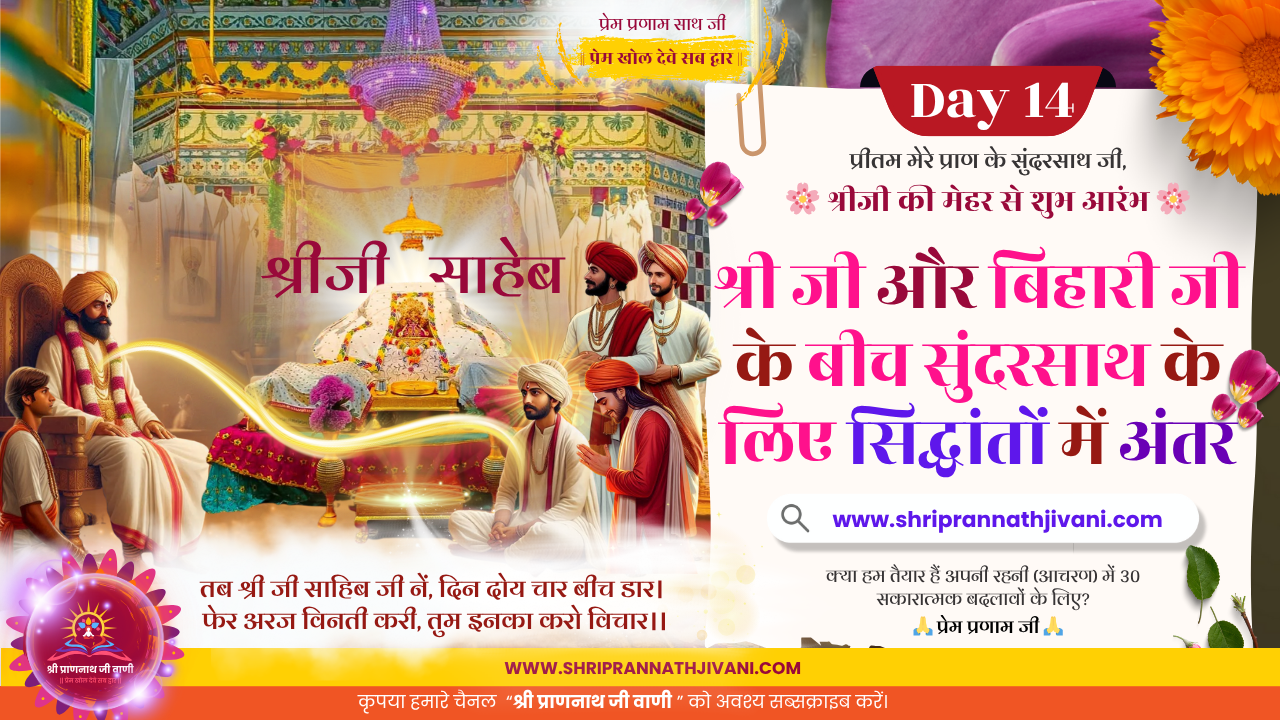 प्रेम प्रणाम साथ जी
प्रेम खोल देवे सब द्वार
श्रीजी साहेब
Day 14
प्रीतम मेरे प्राण के सुंदरसाथ जी,
🌸 श्रीजी की मेहर से शुभ आरंभ 🌸
श्री जी और बिहारी जी
के बीच सुंदरसाथ के
लिए सिद्धांतों में अंतर
www.shriprannathjivani.com
क्या हम तैयार हैं अपनी रहनी (आचरण) में 30
सकारात्मक बदलावों के लिए?
🙏 प्रेम प्रणाम जी 🙏
तब श्री जी साहिब जी नें, दिन दोय चार बीच डार।
फेर अरज विनती करी, तुम इनका करो विचार।।
श्री प्राणनाथ जी वाणी
|| प्रेम खोल देवे सब द्वार ||
WWW.SHRIPRANNATHJIVANI.COM
कृपया हमारे चैनल “श्री प्राणनाथ जी वाणी ” को अवश्य सब्सक्राइब करें।